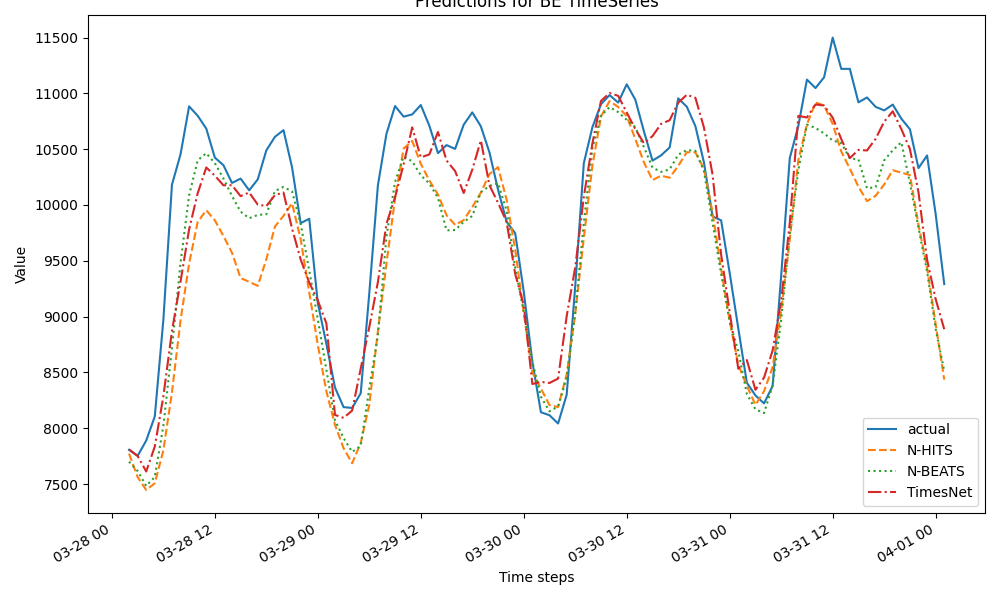 Predictions for BE TimeSeries
Value
11500
11000
10500
10000
9500
9000
8500
8000
7500
actual
N-HITS
N-BEATS
TimesNet
03-28 00
03-28 12
03-29 00
03-29 12
03-30 00
03-30 12
03-31 00
03-31 12
04-01 00
Time steps